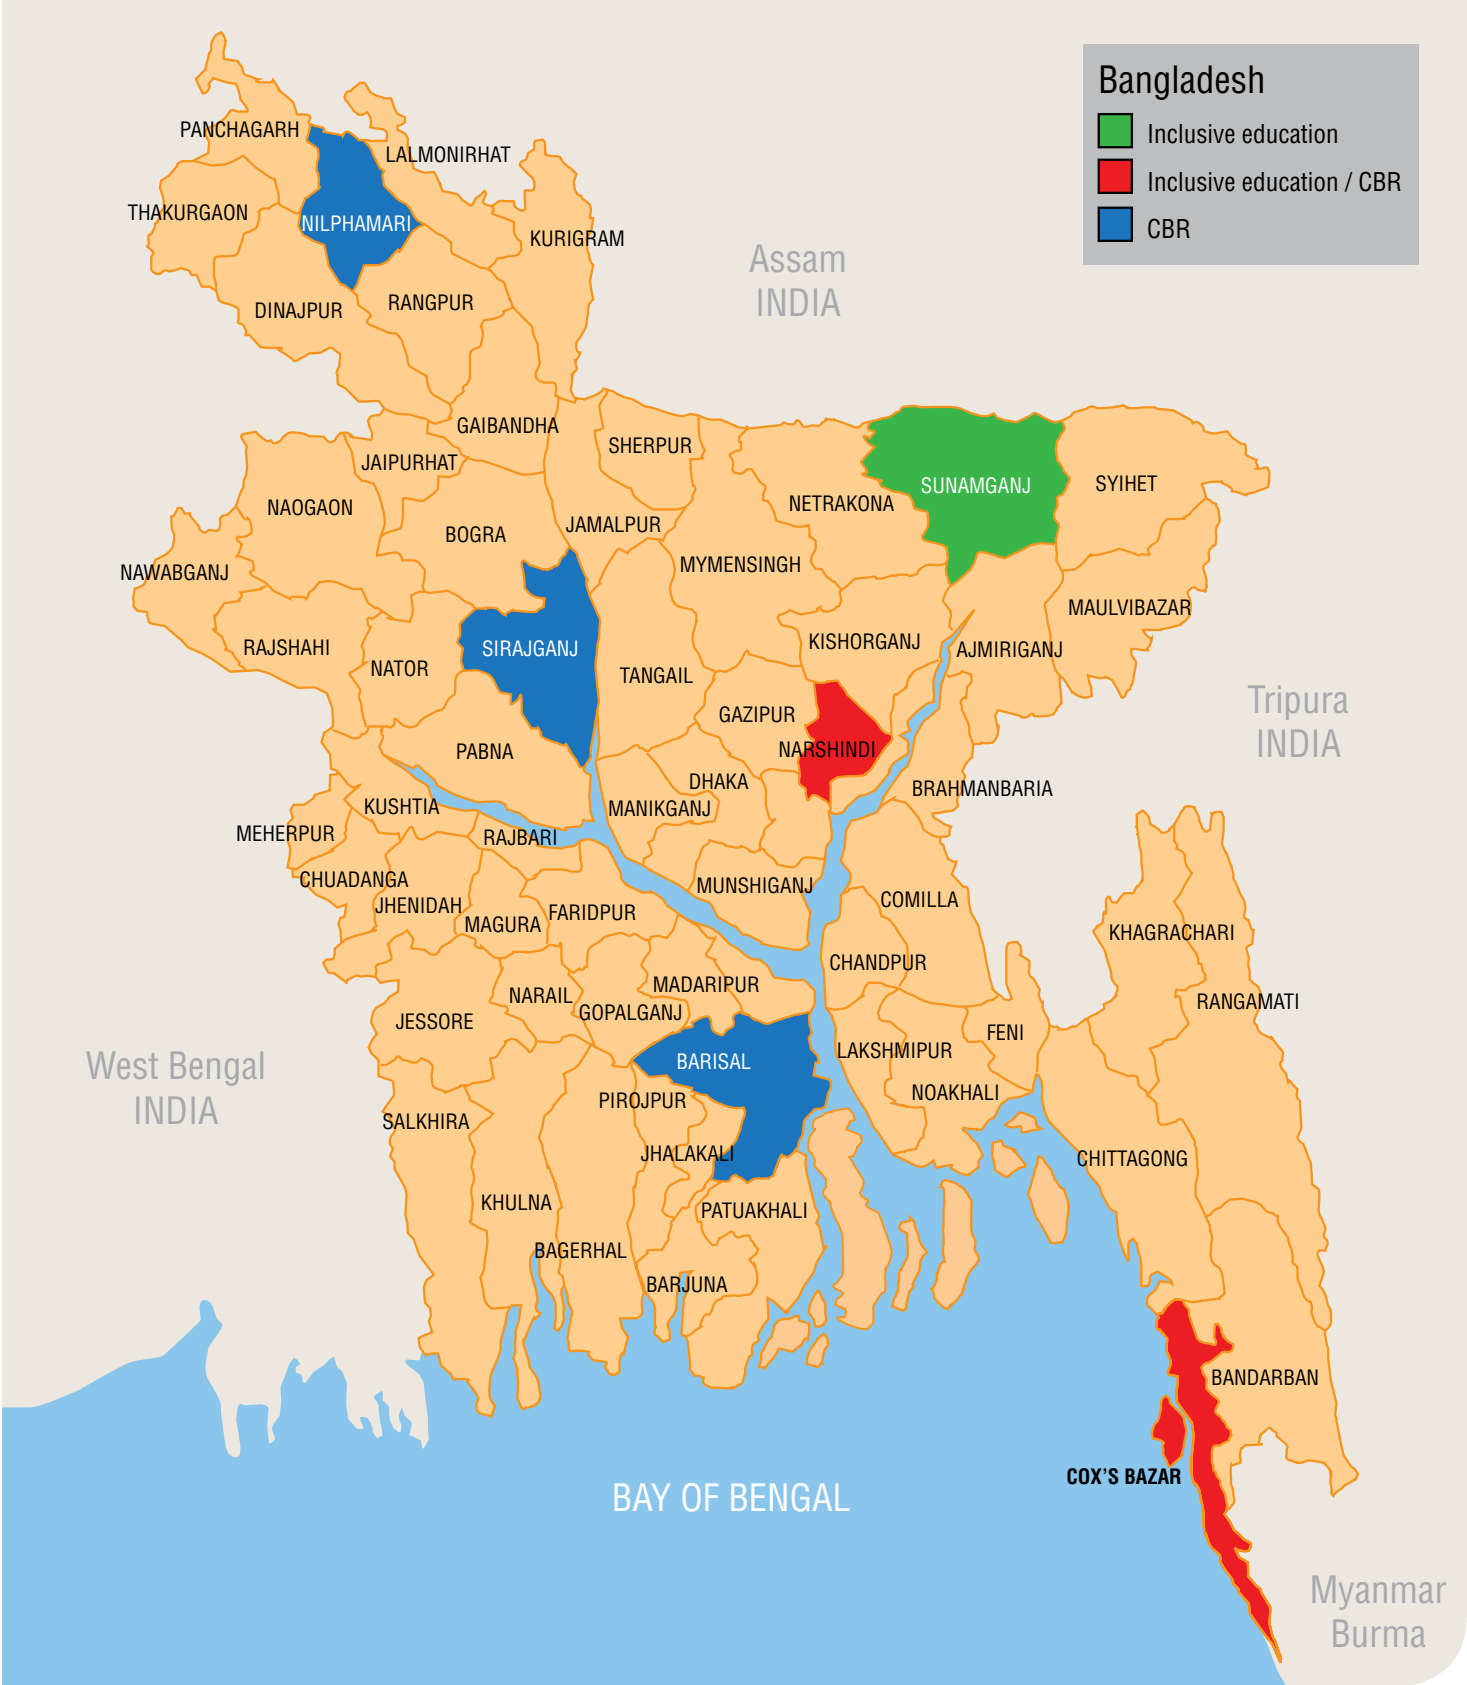 Bangladesh
Inclusive education
Inclusive education / CBR
CBR
PANCHAGARH
LALMONIRHAT
THAKURGAON
NILPHAMARI
KURIGRAM
Assam
INDIA
DINAJPUR
RANGPUR
GAIBANDHA
SHERPUR
JAIPURHAT
SUNAMGANJ
SYIHET
NAOGAON
NETRAKONA
BOGRA
JAMALPUR
MYMENSINGH
NAWABGANJ
MAULVIBAZAR
RAJSHAHI
SIRAJGANJ
KISHORGANJ
AJMIRIGANJ
NATOR
TANGAIL
Tripura
INDIA
GAZIPUR
PABNA
NARSHINDI
DHAKA
BRAHMANBARIA
KUSHTIA
MANIKGANJ
MEHERPUR
RAJBARI
CHUADANGA
MUNSHIGANJ
JHENIDAH
COMILLA
MAGURA
FARIDPUR
KHAGRACHARI
CHANDPUR
MADARIPUR
NARAIL
RANGAMATI
GOPALGANJ
JESSORE
FENI
LAKSHMIPUR
West Bengal
INDIA
BARISAL
NOAKHALI
PIROJPUR
SALKHIRA
JHALAKALI
CHITTAGONG
KHULNA
PATUAKHALI
BAGERHAL
BARJUNA
BANDARBAN
COX'S BAZAR
BAY OF BENGAL
Myanmar
Burma